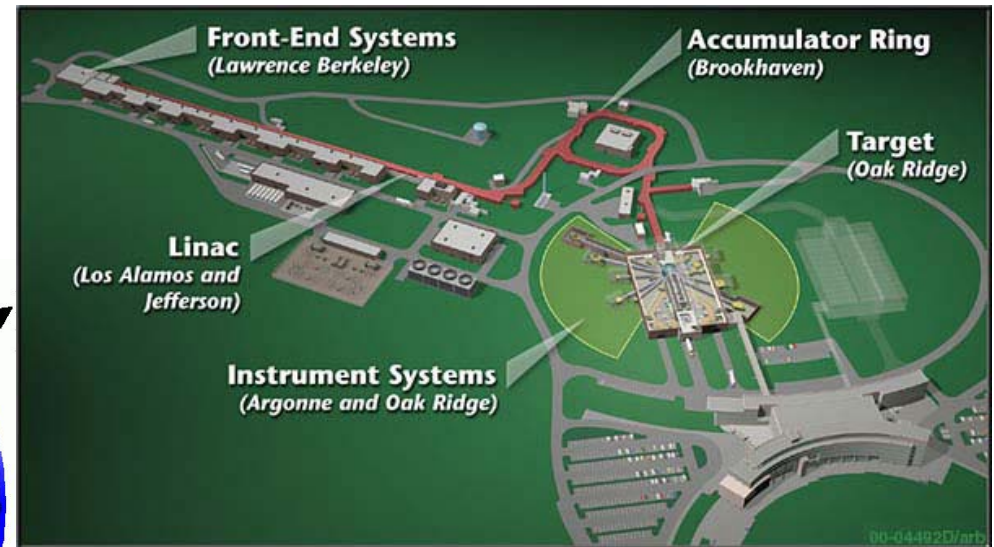 Front-End Systems
(Lawrence Berkeley)
Accumulator Ring
(Brookhaven)
Target
(Oak Ridge)
Linac
(Los Alamos and
Jefferson)
Instrument Systems
(Argonne and Oak Ridge)
00-04492D/arb